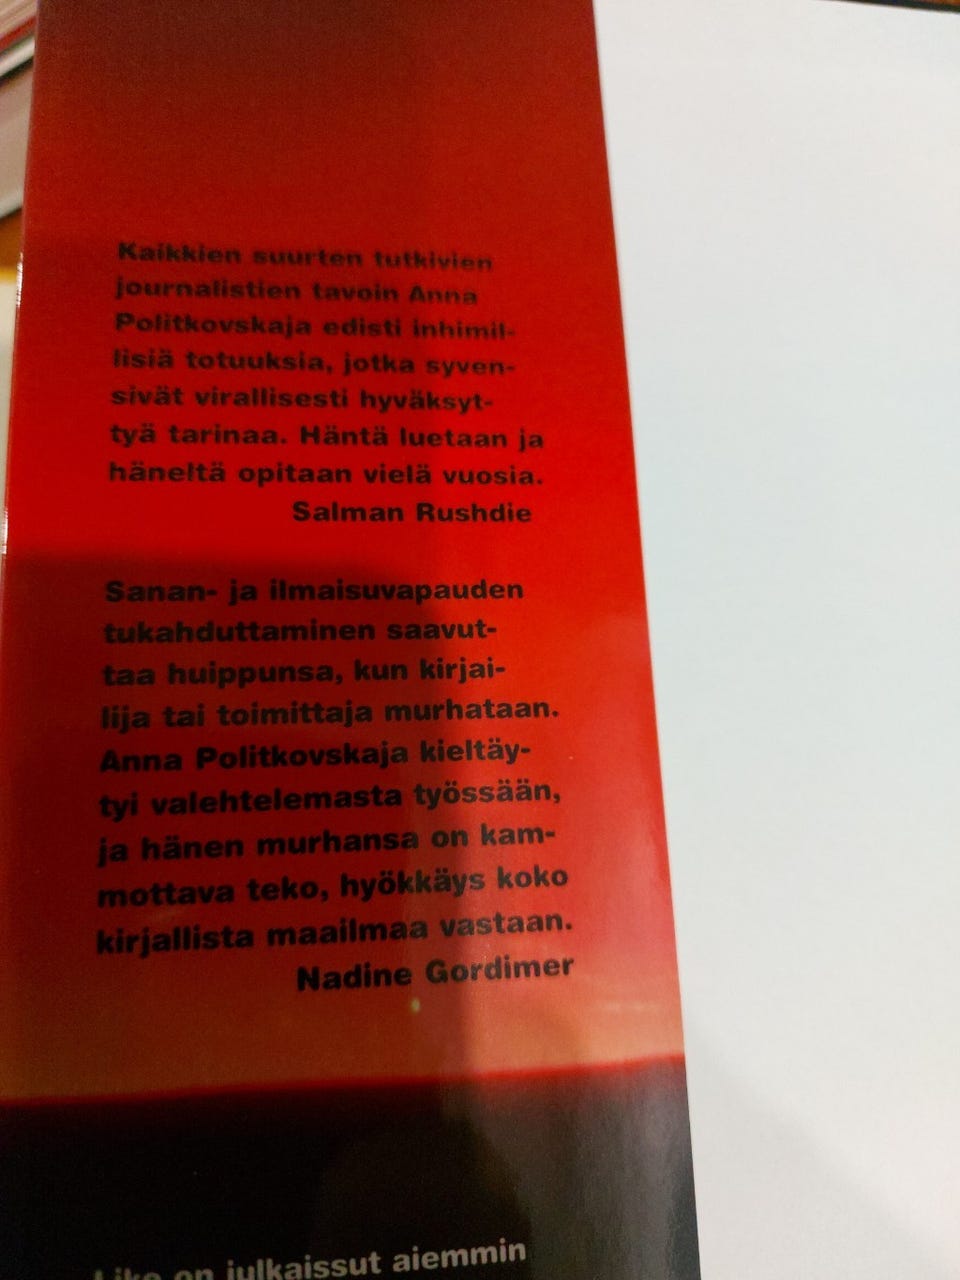 Kaikkien suurten tutkivien
journalistien tavoin Anna
Politkovskaja edisti inhimil-
lisiä totuuksia, jotka syven-
sivät virallisesti hyväksyt-
tyä tarinaa. Häntä luetaan ja
häneltä opitaan vielä vuosia.
Salman Rushdie
Sanan- ja ilmaisuvapauden
tukahduttaminen saavut-
taa huippunsa, kun kirjai-
lija tai toimittaja murhataan.
Anna Politkovskaja kieltäy-
tyi valehtelemasta työssään,
ja hänen murhansa on kam-
mottava teko, hyökkäys koko
kirjallista maailmaa vastaan.
Nadine Gordimer
Like on julkaissut aiemmin